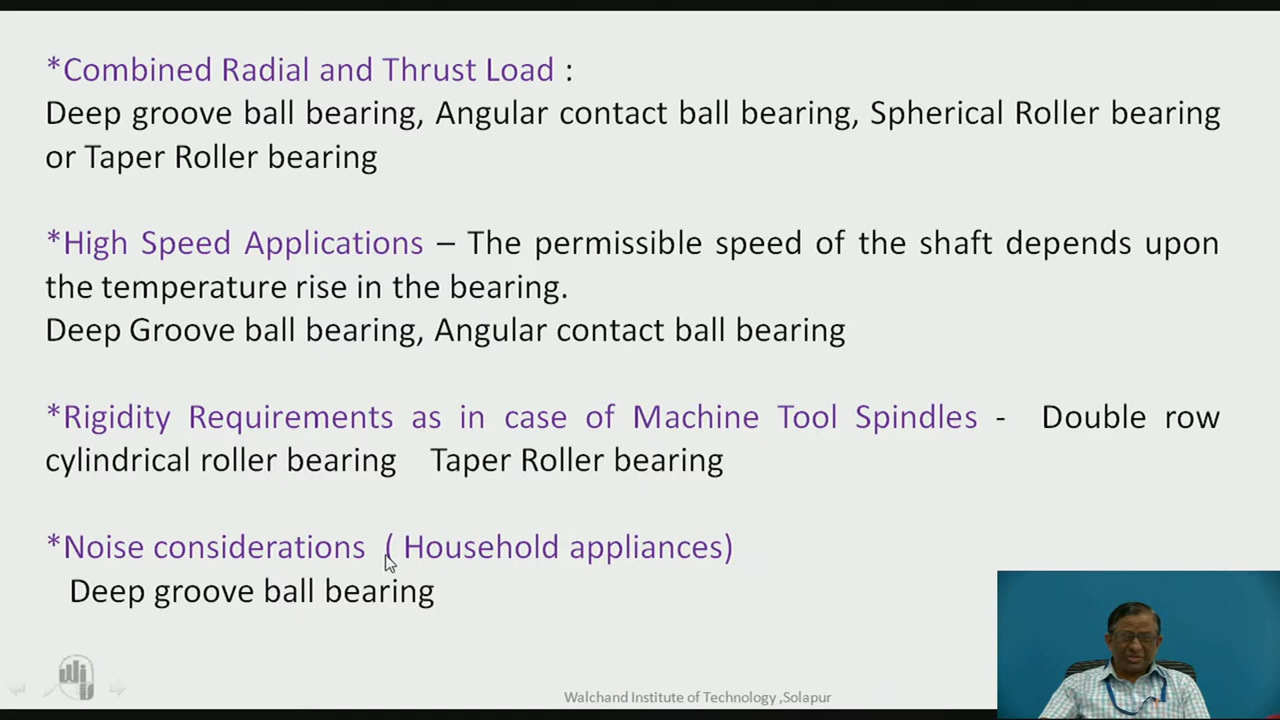 *Combined Radial and Thrust Load :
Deep groove ball bearing, Angular contact ball bearing, Spherical Roller bearing
or Taper Roller bearing
*High Speed Applications – The permissible speed of the shaft depends upon
the temperature rise in the bearing.
Deep Groove ball bearing, Angular contact ball bearing
*Rigidity Requirements as in case of Machine Tool Spindles - Double row
cylindrical roller bearing Taper Roller bearing
*Noise considerations ( Household appliances)
Deep groove ball bearing
Walchand Institute of Technology ,Solapur